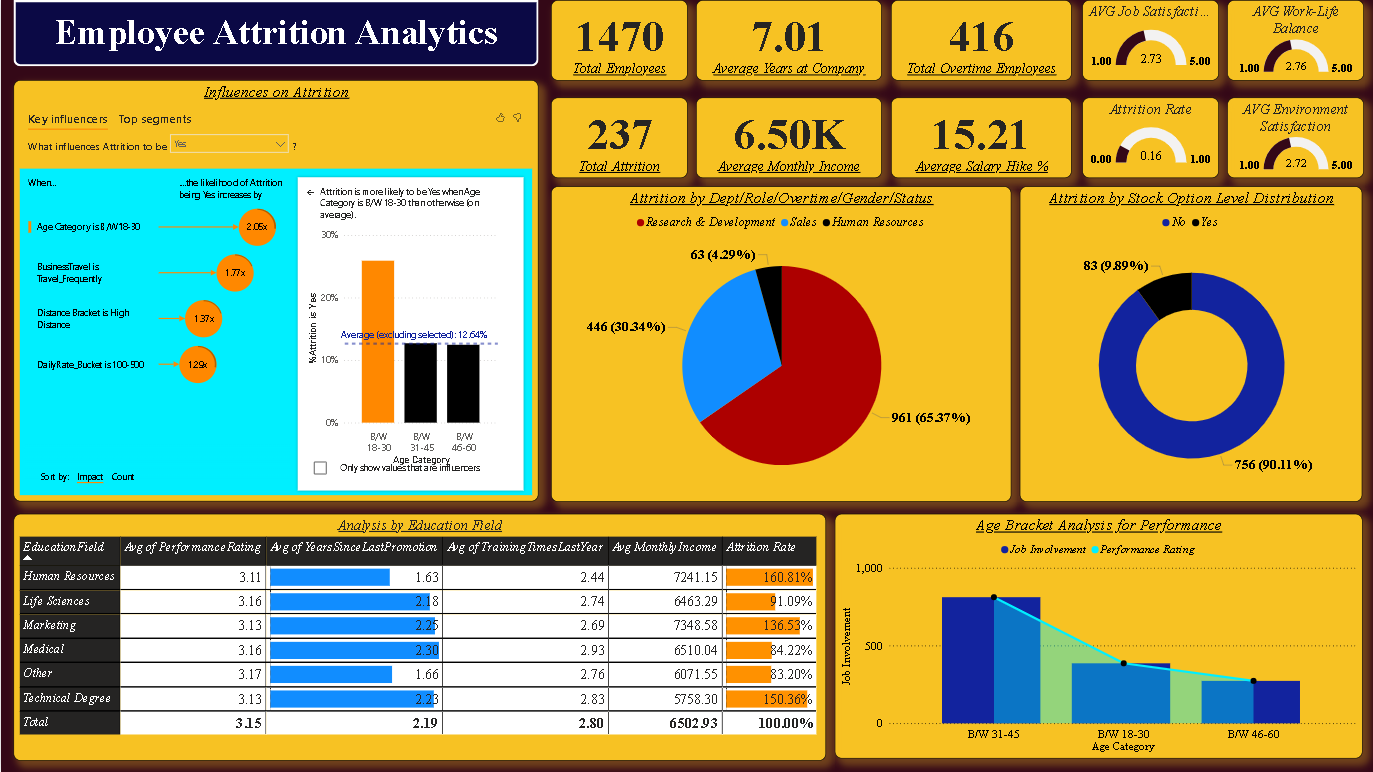 Employee Attrition Analytics
1470
Total Employees
7.01
Average Years at Company
416
Total Overtime Employees
AVG Job Satisfacti...
2.73
1.00 5.00
AVG Work-Life
Balance
2.76
1.00 5.00
237
Total Attrition
6.50K
Average Monthly Income
15.21
Average Salary Hike %
Attrition Rate
0.16
0.00 1.00
AVG Environment
Satisfaction
2.72
1.00 5.00
Influences on Attrition
Key influencers Top segments
What influences Attrition to be Yes ?
When...
...the likelihood of Attrition
being Yes increases by
Age Category is B/W 18-30 2.05x
BusinessTravel is
Travel_Frequently
1.77x
Distance Bracket is High
Distance
1.37x
DailyRate_Bucket is 100-500 1.29x
Sort by: Impact Count
← Attrition is more likely to be Yes when Age
Category is B/W 18-30 than otherwise (on
average).
30%
20%
10%
0%
%Attrition is Yes
Average (excluding selected): 12.64%
B/W
18-30
B/W
31-45
B/W
46-60
Age Category
Only show values that are influencers
Attrition by Dept/Role/Overtime/Gender/Status
Research & Development Sales Human Resources
63 (4.29%)
446 (30.34%)
961 (65.37%)
Attrition by Stock Option Level Distribution
No Yes
83 (9.89%)
756 (90.11%)
Analysis by Education Field
EducationField Avg of PerformanceRating Avg of YearsSinceLastPromotion Avg of TrainingTimesLastYear Avg MonthlyIncome Attrition Rate
Human Resources 3.11 1.63 2.44 7241.15 160.81%
Life Sciences 3.16 2.18 2.74 6463.29 91.09%
Marketing 3.13 2.25 2.69 7348.58 136.53%
Medical 3.16 2.30 2.93 6510.04 84.22%
Other 3.17 1.66 2.76 6071.55 83.20%
Technical Degree 3.13 2.23 2.83 5758.30 150.36%
Total 3.15 2.19 2.80 6502.93 100.00%
Age Bracket Analysis for Performance
Job Involvement Performance Rating
1,000
500
0
Job Involvement
B/W 31-45 B/W 18-30 B/W 46-60
Age Category